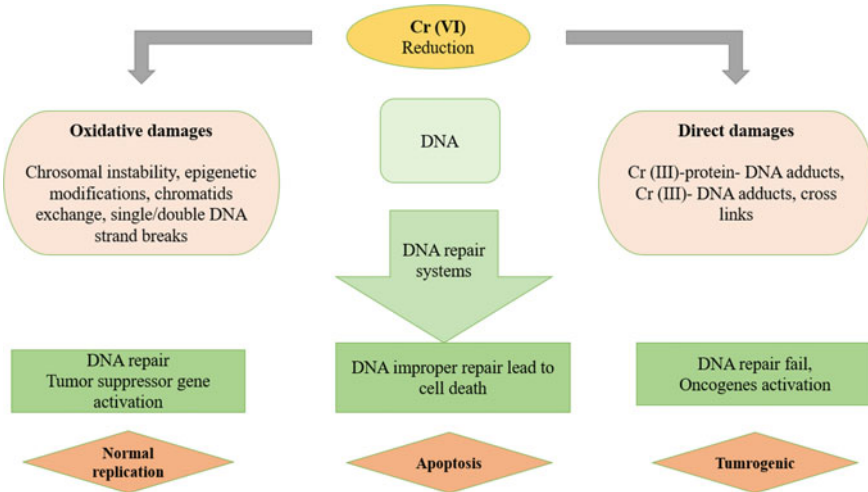 Cr (VI)
Reduction
Oxidative damages
Chrosomal instability, epigenetic
modifications, chromatids
exchange, single/double DNA
strand breaks
DNA
Direct damages
Cr (III)-protein- DNA adducts,
Cr (III)- DNA adducts, cross
links
DNA repair
systems
DNA repair
Tumor suppressor gene
activation
DNA improper repair lead to
cell death
DNA repair fail,
Oncogenes activation
Normal
replication
Apoptosis
Tumrogenic